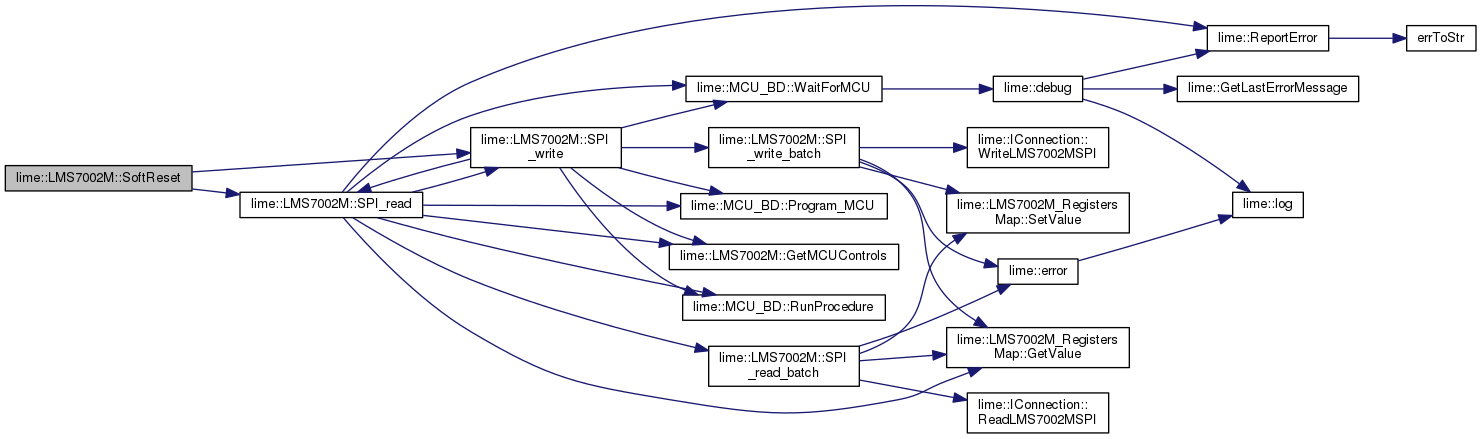 lime::LMS7002M::SoftReset
lime::LMS7002M::SPI_read
lime::LMS7002M::SPI
_write
lime::MCU_BD::WaitForMCU
lime::LMS7002M::SPI
_write_batch
lime::MCU_BD::Program_MCU
lime::LMS7002M::GetMCUControls
lime::MCU_BD::RunProcedure
lime::LMS7002M::SPI
_read_batch
lime::debug
lime::IConnection::
WriteLMS7002MSPI
lime::LMS7002M_Registers
Map::SetValue
lime::error
lime::LMS7002M_Registers
Map::GetValue
lime::IConnection::
ReadLMS7002MSPI
lime::ReportError
lime::GetLastErrorMessage
lime::log
errToStr